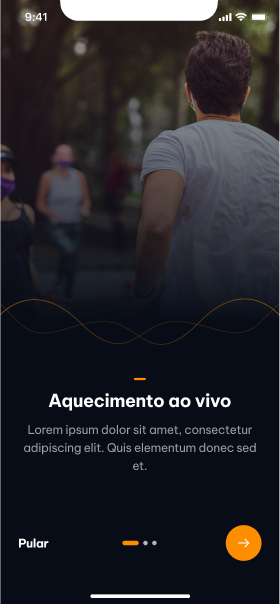 9:41
Aquecimento ao vivo
Lorem ipsum dolor sit amet, consectetur
adipiscing elit. Quis elementum donec sed
et.
Pular